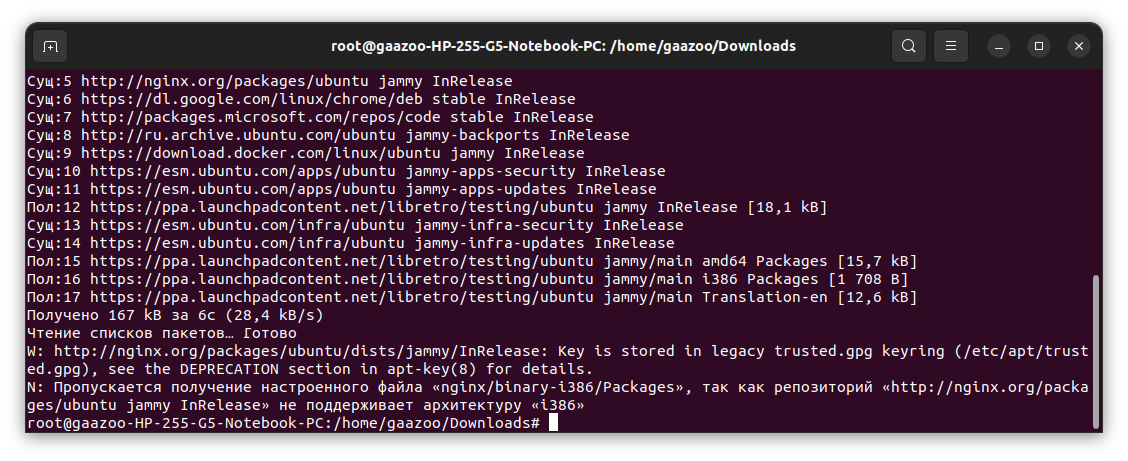 root@gaazoo-HP-255-G5-Notebook-PC: /home/gaazoo/Downloads
Сущ:5 http://nginx.org/packages/ubuntu jammy InRelease
Сущ:6 https://dl.google.com/linux/chrome/deb stable InRelease
Сущ:7 http://packages.microsoft.com/repos/code stable InRelease
Сущ:8 http://ru.archive.ubuntu.com/ubuntu jammy-backports InRelease
Сущ:9 https://download.docker.com/linux/ubuntu jammy InRelease
Сущ:10 https://esm.ubuntu.com/apps/ubuntu jammy-apps-security InRelease
Сущ:11 https://esm.ubuntu.com/apps/ubuntu jammy-apps-updates InRelease
Пол:12 https://ppa.launchpadcontent.net/libretro/testing/ubuntu jammy InRelease [18,1 kB]
Сущ:13 https://esm.ubuntu.com/infra/ubuntu jammy-infra-security InRelease
Сущ:14 https://esm.ubuntu.com/infra/ubuntu jammy-infra-updates InRelease
Пол:15 https://ppa.launchpadcontent.net/libretro/testing/ubuntu jammy/main amd64 Packages [15,7 kB]
Пол:16 https://ppa.launchpadcontent.net/libretro/testing/ubuntu jammy/main i386 Packages [1 708 B]
Пол:17 https://ppa.launchpadcontent.net/libretro/testing/ubuntu jammy/main Translation-en [12,6 kB]
Получено 167 kB за 6с (28,4 kB/s)
Чтение списков пакетов… Готово
W: http://nginx.org/packages/ubuntu/dists/jammy/InRelease: Key is stored in legacy trusted.gpg keyring (/etc/apt/trust
ed.gpg), see the DEPRECATION section in apt-key(8) for details.
N: Пропускается получение настроенного файла «nginx/binary-i386/Packages», так как репозиторий «http://nginx.org/packa
ges/ubuntu jammy InRelease» не поддерживает архитектуру «i386»
root@gaazoo-HP-255-G5-Notebook-PC:/home/gaazoo/Downloads#